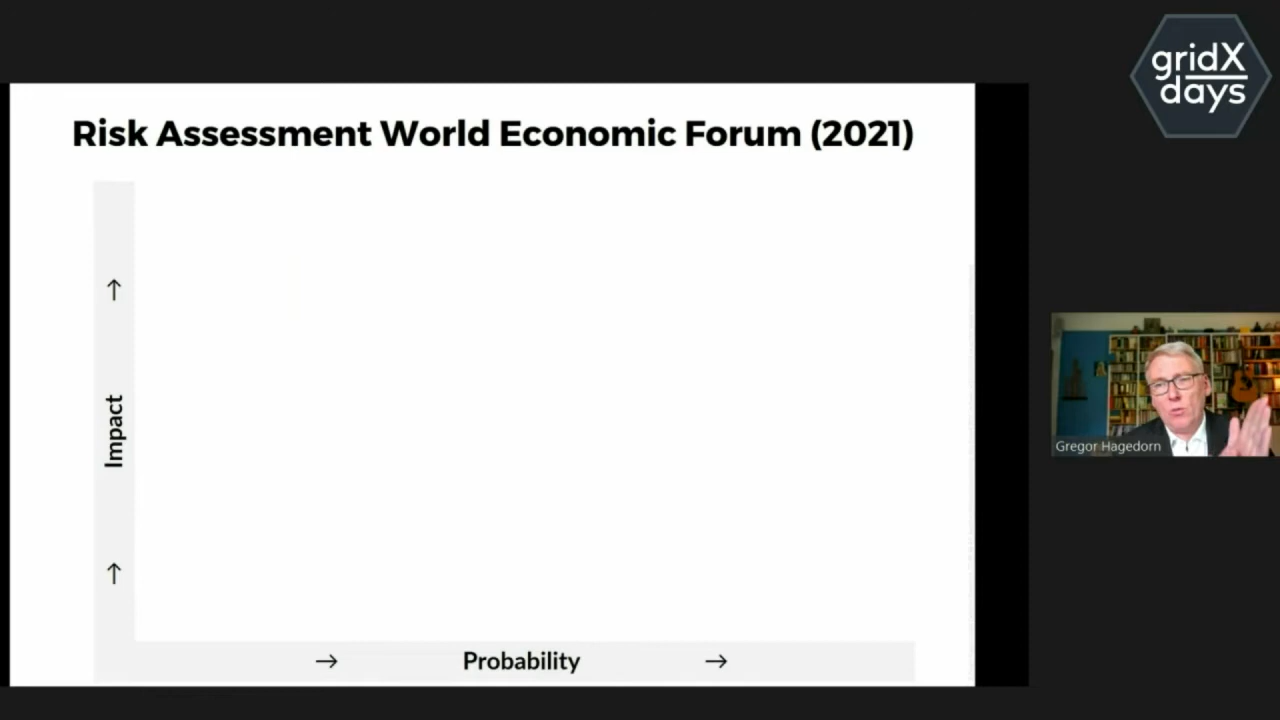 gridX
days
Risk Assessment World Economic Forum (2021)
↑
Impact
↑
→ Probability →
Gregor Hagedorn